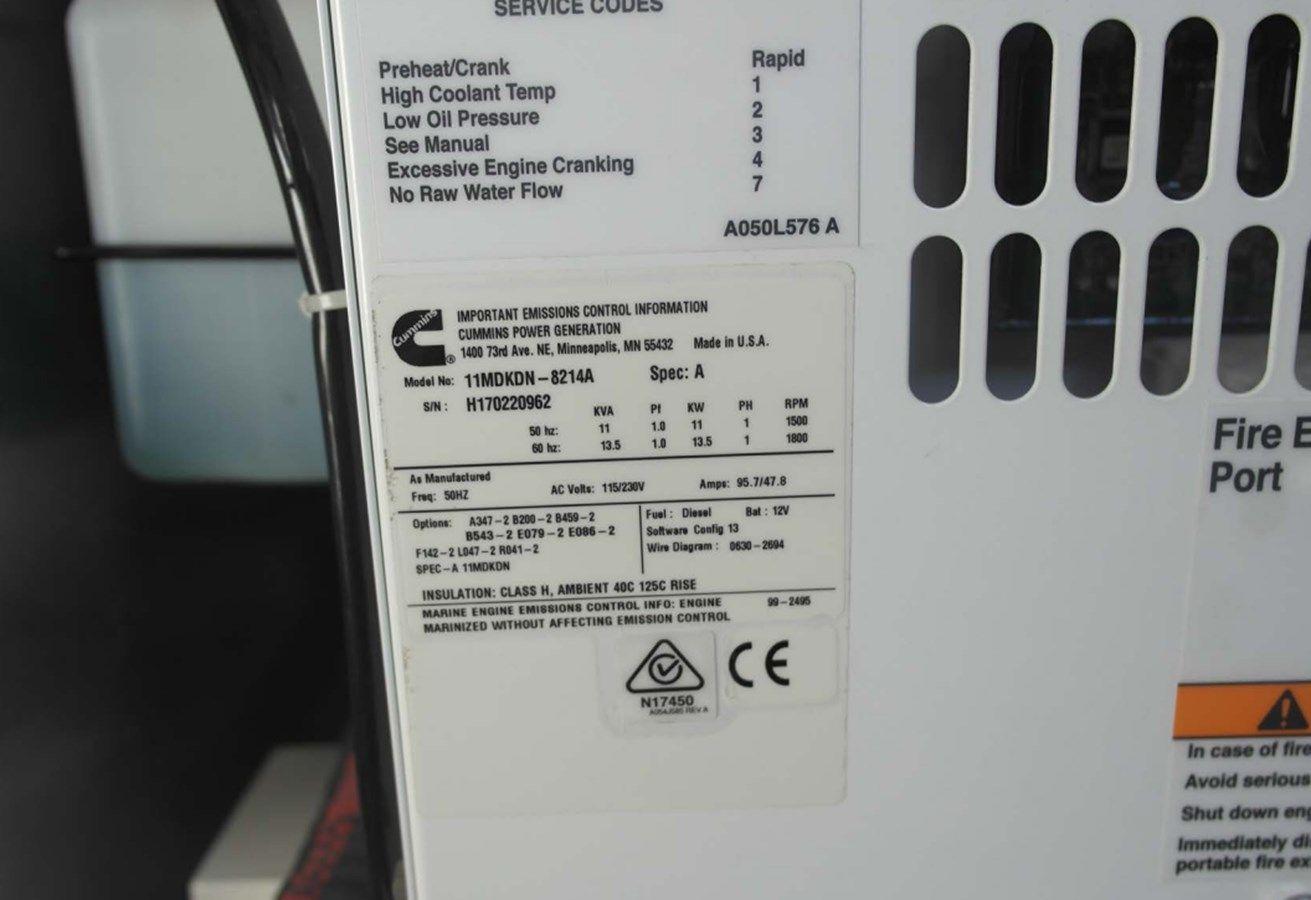 SERVICE CODES
Preheat/Crank Rapid
High Coolant Temp 1
Low Oil Pressure 2
See Manual 3
Excessive Engine Cranking 4
No Raw Water Flow 7
A050L576 A
Cummins
®
IMPORTANT EMISSIONS CONTROL INFORMATION
CUMMINS POWER GENERATION
1400 73rd Ave. NE, Minneapolis, MN 55432 Made in U.S.A.
Model No: 11MDKDN-8214A Spec: A
S/N: H170220962
KVA Pf KW PH RPM
50 hz: 11 1.0 11 1 1500
60 hz: 13.5 1.0 13.5 1 1800
As Manufactured
Freq: 50HZ AC Volts: 115/230V Amps: 95.7/47.8
Options: A347-2 B200-2 B459-2
B543-2 E079-2 E086-2
F142-2 L047-2 R041-2
SPEC-A 11MDKDN
Fuel: Diesel Bat: 12V
Software Config 13
Wire Diagram: 0630-2694
INSULATION: CLASS H, AMBIENT 40C 125C RISE
MARINE ENGINE EMISSIONS CONTROL INFO: ENGINE 99-2495
MARINIZED WITHOUT AFFECTING EMISSION CONTROL
N17450
REV A
CE
Fire E
Port
In case of fire
Avoid serious
Shut down eng
Immediately di
portable fire ex